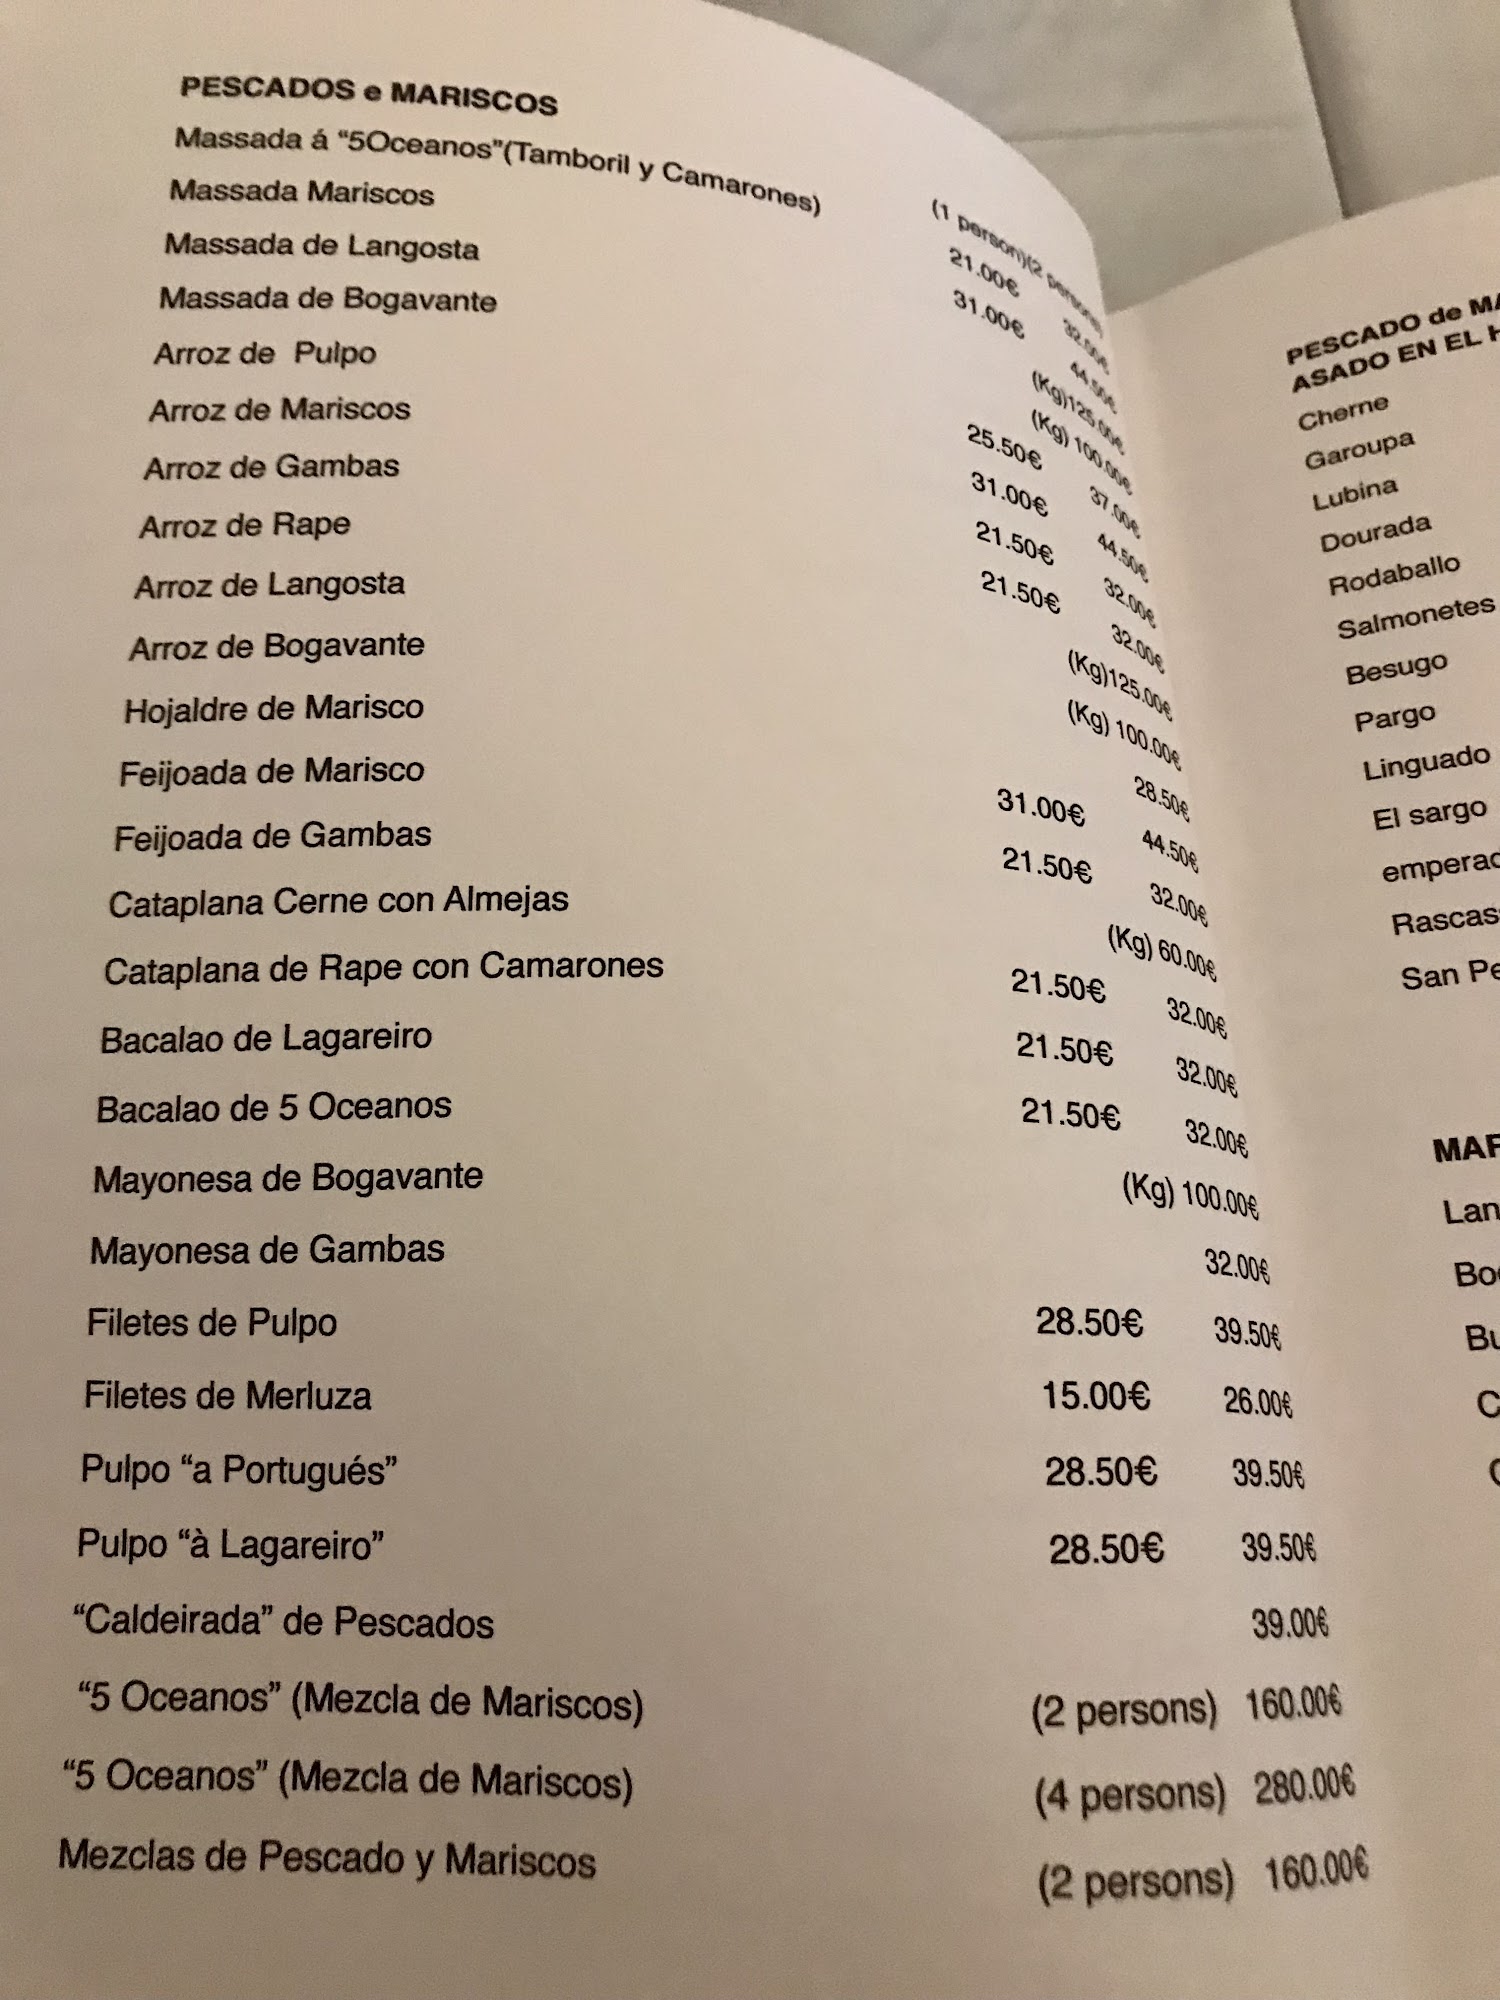 PESCADOS e MARISCOS (1 person)(2 persons)
Massada á “5Oceanos”(Tamboril y Camarones) 21.00€ 32.00€
Massada Mariscos 31.00€ 44.50€
Massada de Langosta (Kg)125.00€
Massada de Bogavante (Kg) 100.00€
Arroz de Pulpo 25.50€ 37.00€
Arroz de Mariscos 31.00€ 44.50€
Arroz de Gambas 21.50€ 32.00€
Arroz de Rape 21.50€ 32.00€
Arroz de Langosta (Kg)125.00€
Arroz de Bogavante (Kg) 100.00€
Hojaldre de Marisco 28.50€
Feijoada de Marisco 31.00€ 44.50€
Feijoada de Gambas 21.50€ 32.00€
Cataplana Cerne con Almejas (Kg) 60.00€
Cataplana de Rape con Camarones 21.50€ 32.00€
Bacalao de Lagareiro 21.50€ 32.00€
Bacalao de 5 Oceanos 21.50€ 32.00€
Mayonesa de Bogavante (Kg) 100.00€
Mayonesa de Gambas 32.00€
Filetes de Pulpo 28.50€ 39.50€
Filetes de Merluza 15.00€ 26.00€
Pulpo “a Portugués” 28.50€ 39.50€
Pulpo “à Lagareiro” 28.50€ 39.50€
“Caldeirada” de Pescados 39.00€
“5 Oceanos” (Mezcla de Mariscos) (2 persons) 160.00€
“5 Oceanos” (Mezcla de Mariscos) (4 persons) 280.00€
Mezclas de Pescado y Mariscos (2 persons) 160.00€
PESCADO de
ASADO EN EL
Cherne
Garoupa
Lubina
Dourada
Rodaballo
Salmonetes
Besugo
Pargo
Linguado
El sargo
emperad
Rascas
San Pe
MAR
Lan
Bo
Bu